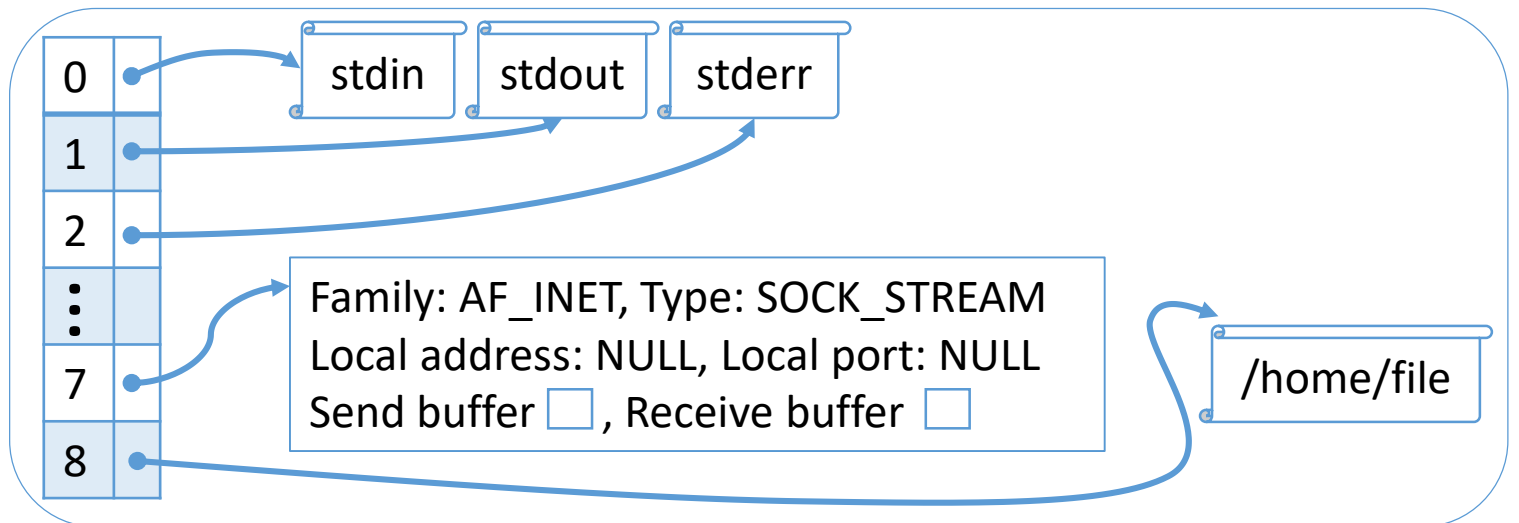 0
stdin
stdout
stderr
1
2
⋮
7
Family: AF_INET, Type: SOCK_STREAM
Local address: NULL, Local port: NULL
Send buffer , Receive buffer
/home/file
8